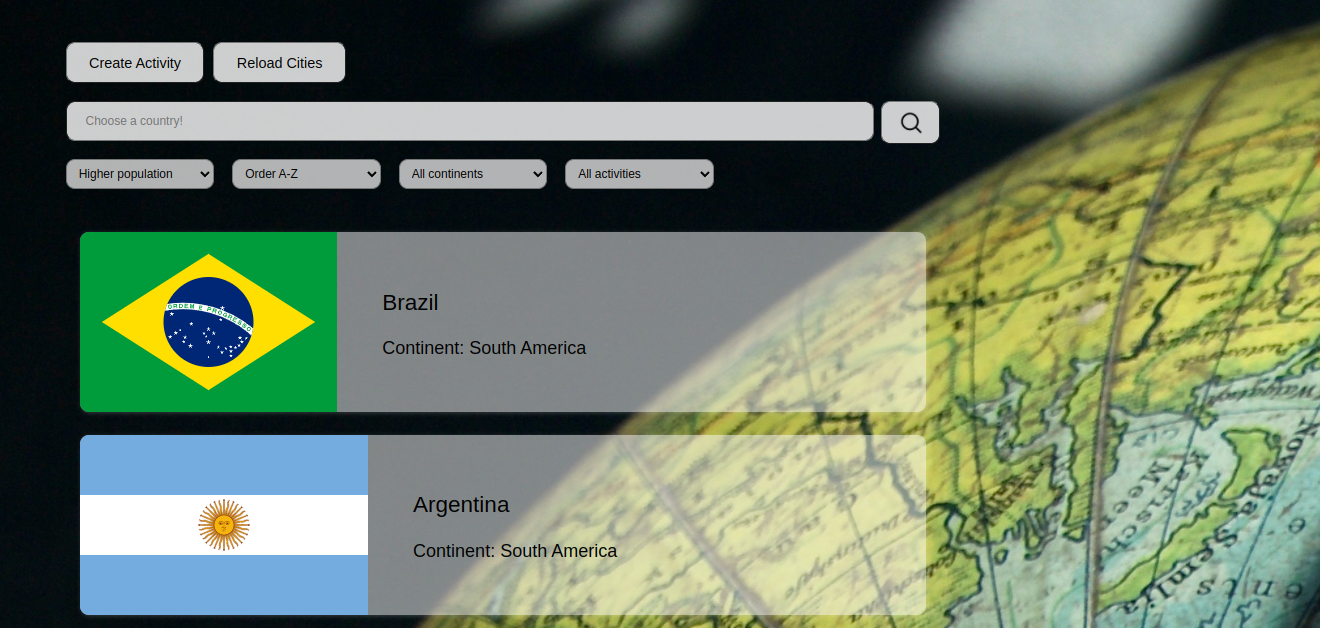 Create Activity Reload Cities
Choose a country!
Higher population Order A-Z All continents All activities
ORDEM E PROGRESSO
Brazil
Continent: South America
Argentina
Continent: South America